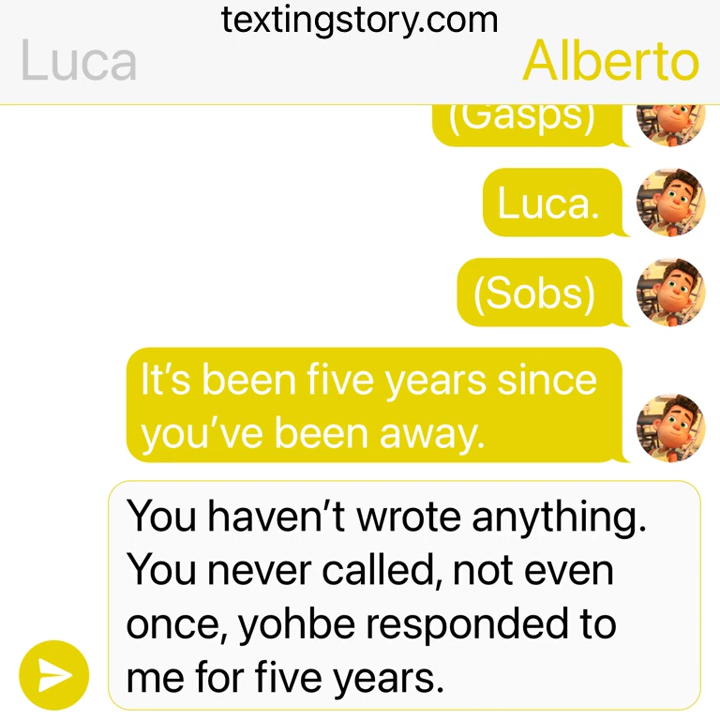 textingstory.com
Luca
Alberto
(Gasps)
Luca.
(Sobs)
It's been five years since
you've been away.
You haven't wrote anything.
You never called, not even
once, yohbe responded to
me for five years.